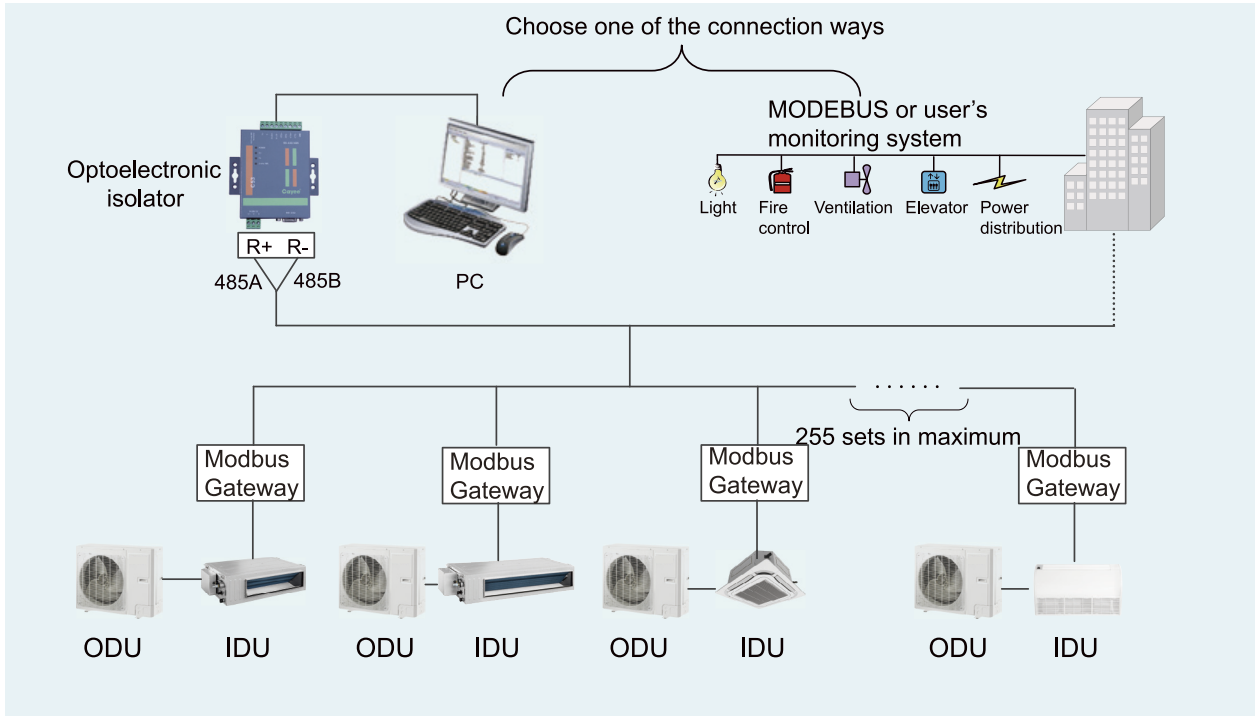 Choose one of the connection ways
MODEBUS or user's
monitoring system
Optoelectronic
isolator
Light
Fire
control
Ventilation
Elevator
Power
distribution
R+ R-
485A
485B
PC
255 sets in maximum
Modbus
Gateway
Modbus
Gateway
Modbus
Gateway
Modbus
Gateway
ODU
IDU
ODU
IDU
ODU
IDU
ODU
IDU